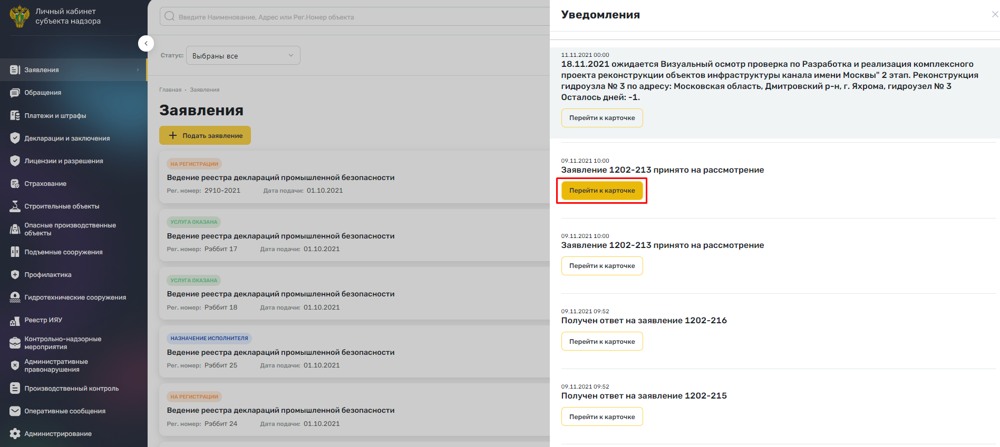 Личный кабинет
субъекта надзора
Заявления
Обращения
Платежи и штрафы
Декларации и заключения
Лицензии и разрешения
Страхование
Строительные объекты
Опасные производственные
объекты
Подъемные сооружения
Профилактика
Гидротехнические сооружения
Реестр ИЯУ
Контрольно-надзорные
мероприятия
Административные
правонарушения
Производственный контроль
Оперативные сообщения
Администрирование
Введите Наименование, Адрес или Рег.Номер объекта
Статус: Выбраны все
Главная • Заявления
Заявления
Подать заявление
НА РЕГИСТРАЦИИ
Ведение реестра деклараций промышленной безопасности
Рег. номер: 2910-2021 Дата подачи: 01.10.2021
УСЛУГА ОКАЗАНА
Ведение реестра деклараций промышленной безопасности
Рег. номер: Рэббит 17 Дата подачи: 01.10.2021
УСЛУГА ОКАЗАНА
Ведение реестра деклараций промышленной безопасности
Рег. номер: Рэббит 18 Дата подачи: 01.10.2021
НАЗНАЧЕНИЕ ИСПОЛНИТЕЛЯ
Ведение реестра деклараций промышленной безопасности
Рег. номер: Рэббит 25 Дата подачи: 01.10.2021
НА РЕГИСТРАЦИИ
Ведение реестра деклараций промышленной безопасности
Рег. номер: Рэббит 24 Дата подачи: 01.10.2021
Уведомления
11.11.2021 00:00
18.11.2021 ожидается Визуальный осмотр проверка по Разработка и реализация комплексного
проекта реконструкции объектов инфраструктуры канала имени Москвы" 2 этап. Реконструкция
гидроузла № 3 по адресу: Московская область, Дмитровский р-н, г. Яхрома, гидроузел № 3
Осталось дней: -1.
Перейти к карточке
09.11.2021 10:00
Заявление 1202-213 принято на рассмотрение
Перейти к карточке
09.11.2021 10:00
Заявление 1202-213 принято на рассмотрение
Перейти к карточке
09.11.2021 09:52
Получен ответ на заявление 1202-216
Перейти к карточке
09.11.2021 09:52
Получен ответ на заявление 1202-215
Перейти к карточке